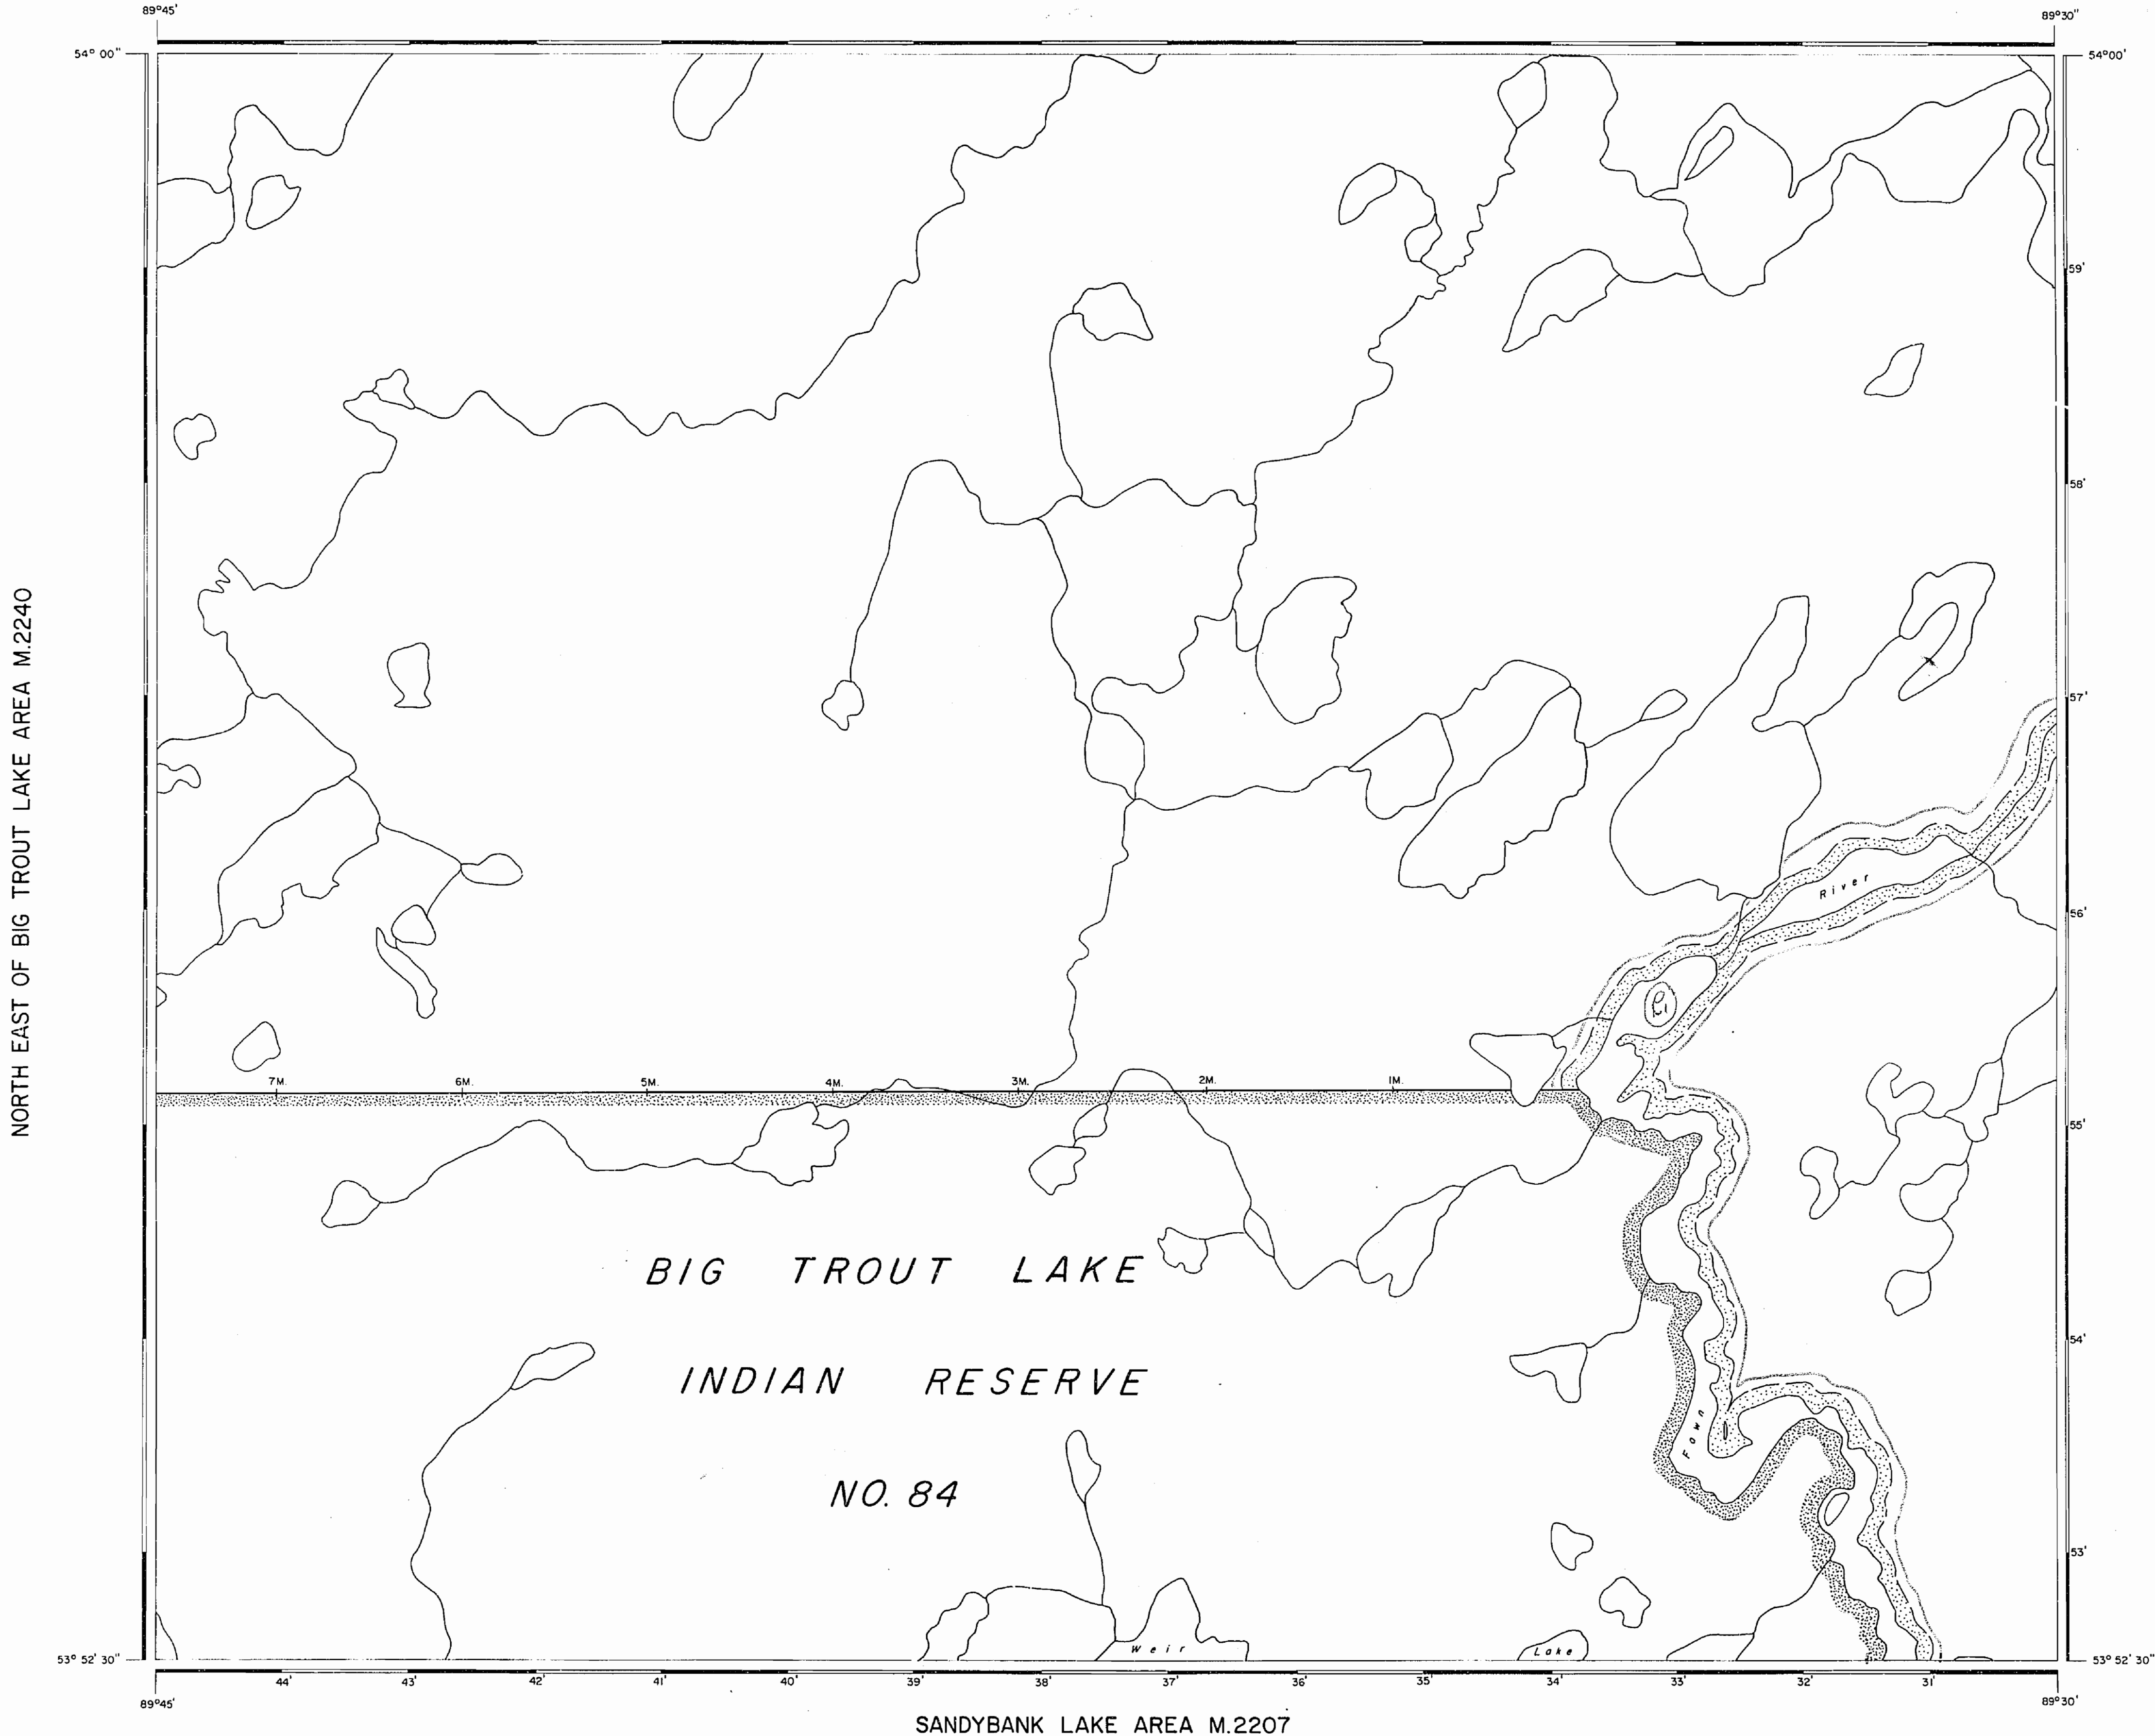 89°45' 89°30"
54° 00" 54°00'
59'
58'
NORTH EAST OF BIG TROUT LAKE AREA M.2240
57'
River
56'
7M. 6M. 5M. 4M. 3M. 2M. 1M.
55'
BIG TROUT LAKE
54'
INDIAN RESERVE
Fawn
NO. 84
53'
Weir Lake
53° 52' 30" 53° 52' 30"
44' 43' 42' 41' 40' 39' 38' 37' 36' 35' 34' 33' 32' 31'
89°45' 89°30'
SANDYBANK LAKE AREA M.2207